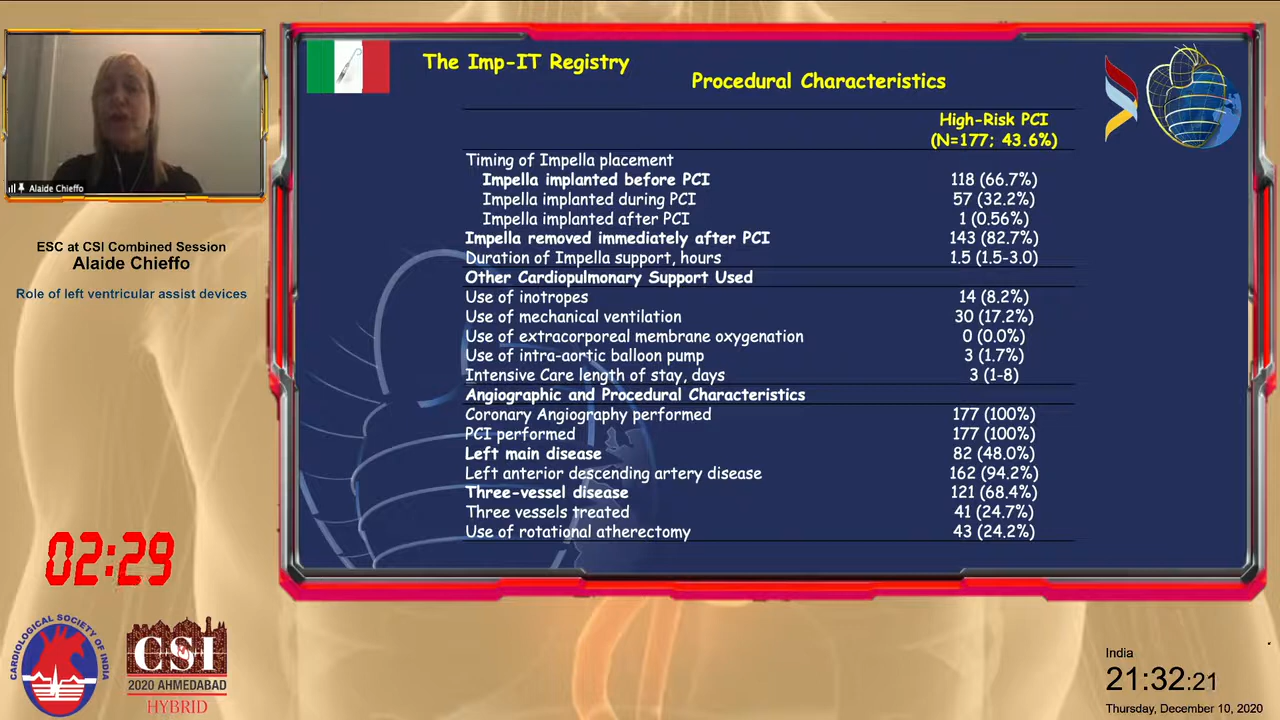 Alaide Chieffo
ESC at CSI Combined Session
Alaide Chieffo
Role of left ventricular assist devices
02:29
CARDIOLOGICAL SOCIETY OF INDIA
CSI
2020 AHMEDABAD
HYBRID
The Imp-IT Registry
Procedural Characteristics
High-Risk PCI
(N=177; 43.6%)
Timing of Impella placement
Impella implanted before PCI 118 (66.7%)
Impella implanted during PCI 57 (32.2%)
Impella implanted after PCI 1 (0.56%)
Impella removed immediately after PCI 143 (82.7%)
Duration of Impella support, hours 1.5 (1.5-3.0)
Other Cardiopulmonary Support Used
Use of inotropes 14 (8.2%)
Use of mechanical ventilation 30 (17.2%)
Use of extracorporeal membrane oxygenation 0 (0.0%)
Use of intra-aortic balloon pump 3 (1.7%)
Intensive Care length of stay, days 3 (1-8)
Angiographic and Procedural Characteristics
Coronary Angiography performed 177 (100%)
PCI performed 177 (100%)
Left main disease 82 (48.0%)
Left anterior descending artery disease 162 (94.2%)
Three-vessel disease 121 (68.4%)
Three vessels treated 41 (24.7%)
Use of rotational atherectomy 43 (24.2%)
India
21:32:21
Thursday, December 10, 2020